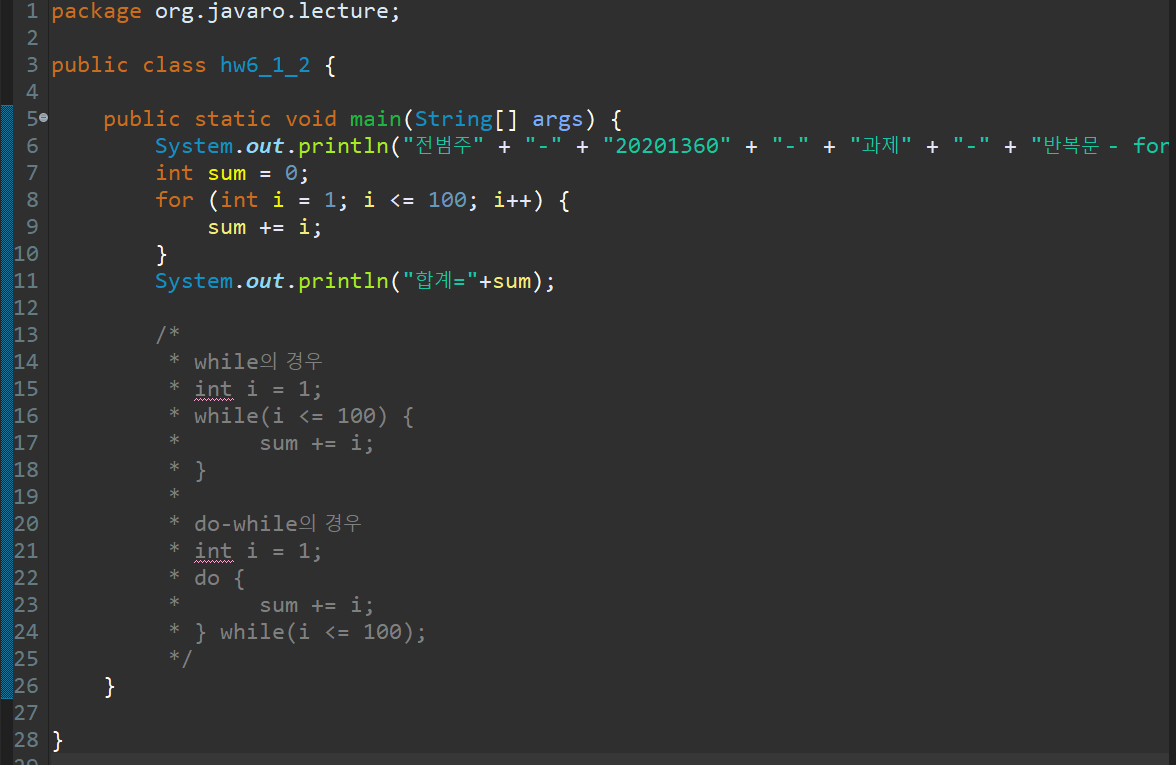 1 package org.javaro.lecture;
2
3 public class hw6_1_2 {
4
5 public static void main(String[] args) {
6 System.out.println("전범주" + "-" + "20201360" + "-" + "과제" + "-" + "반복문 - for
7 int sum = 0;
8 for (int i = 1; i <= 100; i++) {
9 sum += i;
10 }
11 System.out.println("합계="+sum);
12
13 /*
14 * while의 경우
15 * int i = 1;
16 * while(i <= 100) {
17 * sum += i;
18 * }
19 *
20 * do-while의 경우
21 * int i = 1;
22 * do {
23 * sum += i;
24 * } while(i <= 100);
25 */
26 }
27
28 }
29